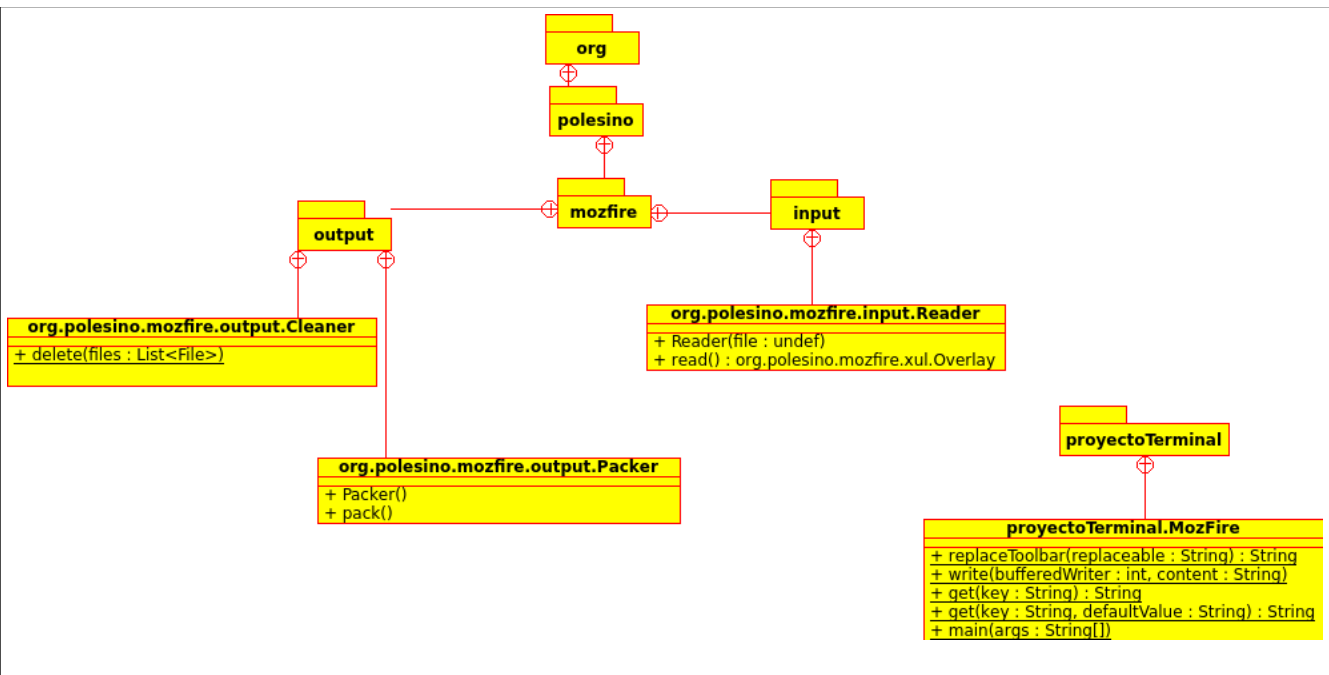 org
polesino
mozfire
input
output
org.polesino.mozfire.input.Reader
+ Reader(file : undef)
+ read() : org.polesino.mozfire.xul.Overlay
org.polesino.mozfire.output.Cleaner
+ delete(files : List<File>)
proyectoTerminal
org.polesino.mozfire.output.Packer
+ Packer()
+ pack()
proyectoTerminal.MozFire
+ replaceToolbar(replaceable : String) : String
+ write(bufferedWriter : int, content : String)
+ get(key : String) : String
+ get(key : String, defaultValue : String) : String
+ main(args : String[])